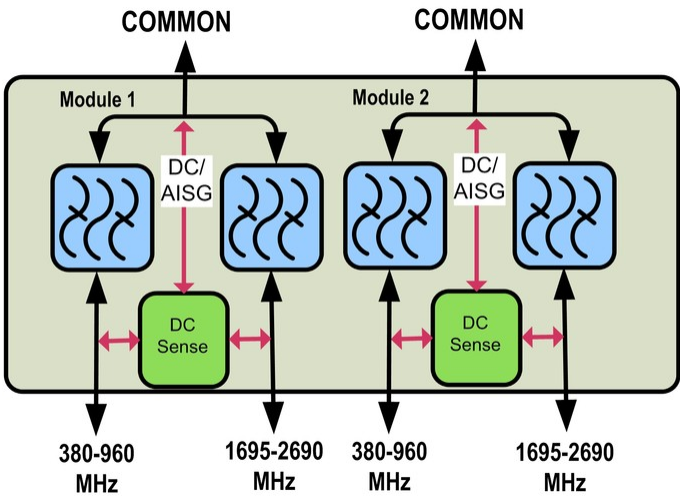 COMMON
COMMON
Module 1
Module 2
DC/
AISG
DC/
AISG
DC
Sense
DC
Sense
380-960
MHz
1695-2690
MHz
380-960
MHz
1695-2690
MHz